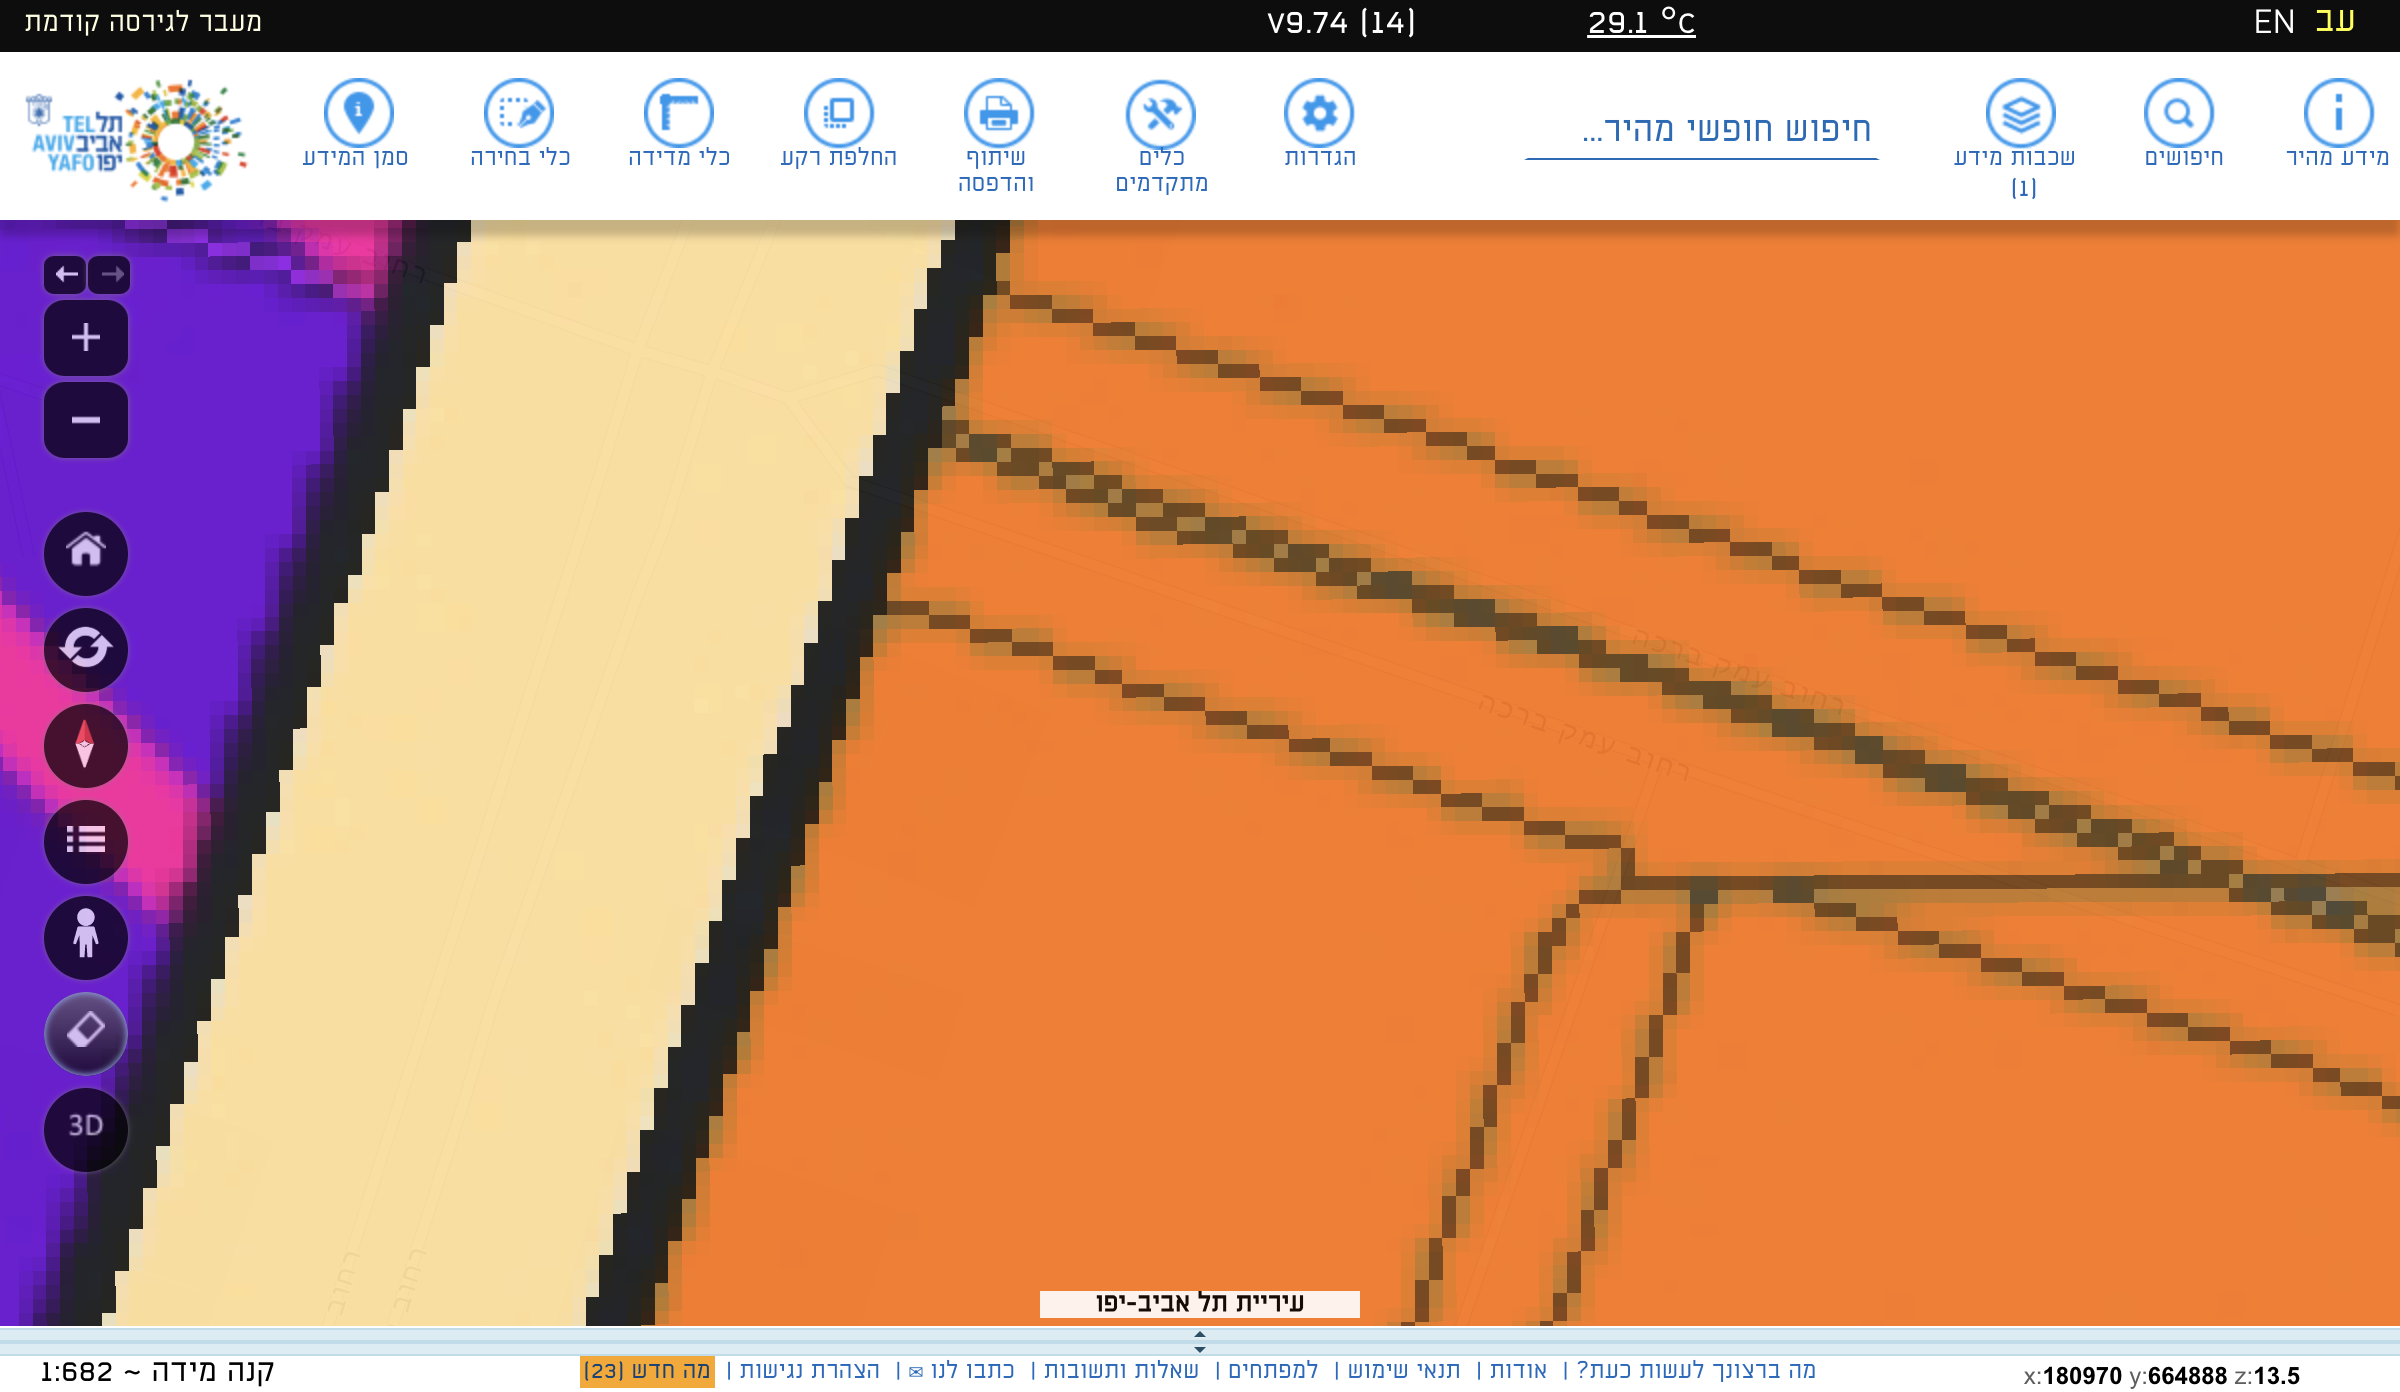 עב EN
29.1 °C
V9.74 (14)
מעבר לגירסה קודמת
מידע מהיר
חיפושים
שכבות מידע
(1)
חיפוש חופשי מהיר...
הגדרות
כלים
מתקדמים
שיתוף
והדפסה
החלפת רקע
כלי מדידה
כלי בחירה
סמן המידע
תל TEL
אביב AVIV
יפו YAFO
רחוב עמק ברכה
רחוב עמק ברכה
רחוב
רחוב
3D
עיריית תל אביב-יפו
x:180970 y:664888 z:13.5
מה ברצונך לעשות כעת? | אודות | תנאי שימוש | למפתחים | שאלות ותשובות | כתבו לנו ✉ | הצהרת נגישות | מה חדש (23)
קנה מידה ~ 1:682